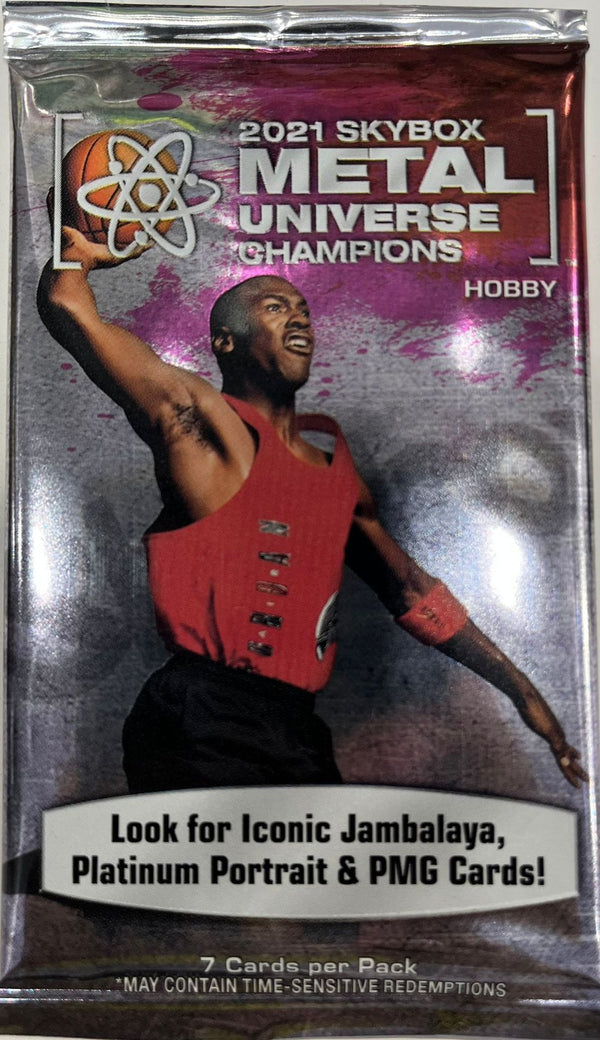 2021 SKYBOX
METAL
UNIVERSE
CHAMPIONS
HOBBY
Look for Iconic Jambalaya,
Platinum Portrait & PMG Cards!
7 Cards per Pack
*MAY CONTAIN TIME-SENSITIVE REDEMPTIONS